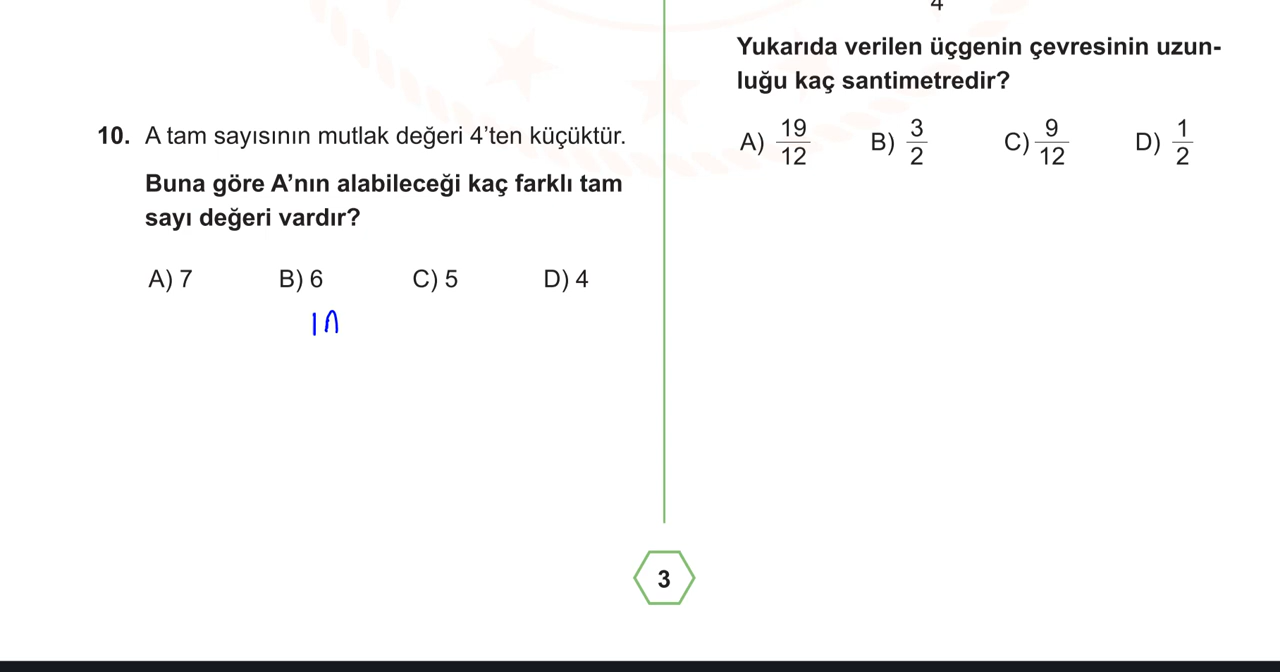 10. A tam sayısının mutlak değeri 4’ten küçüktür.
Buna göre A’nın alabileceği kaç farklı tam
sayı değeri vardır?
A) 7 B) 6 C) 5 D) 4
4
Yukarıda verilen üçgenin çevresinin uzun-
luğu kaç santimetredir?
A) 19/12 B) 3/2 C) 9/12 D) 1/2
3